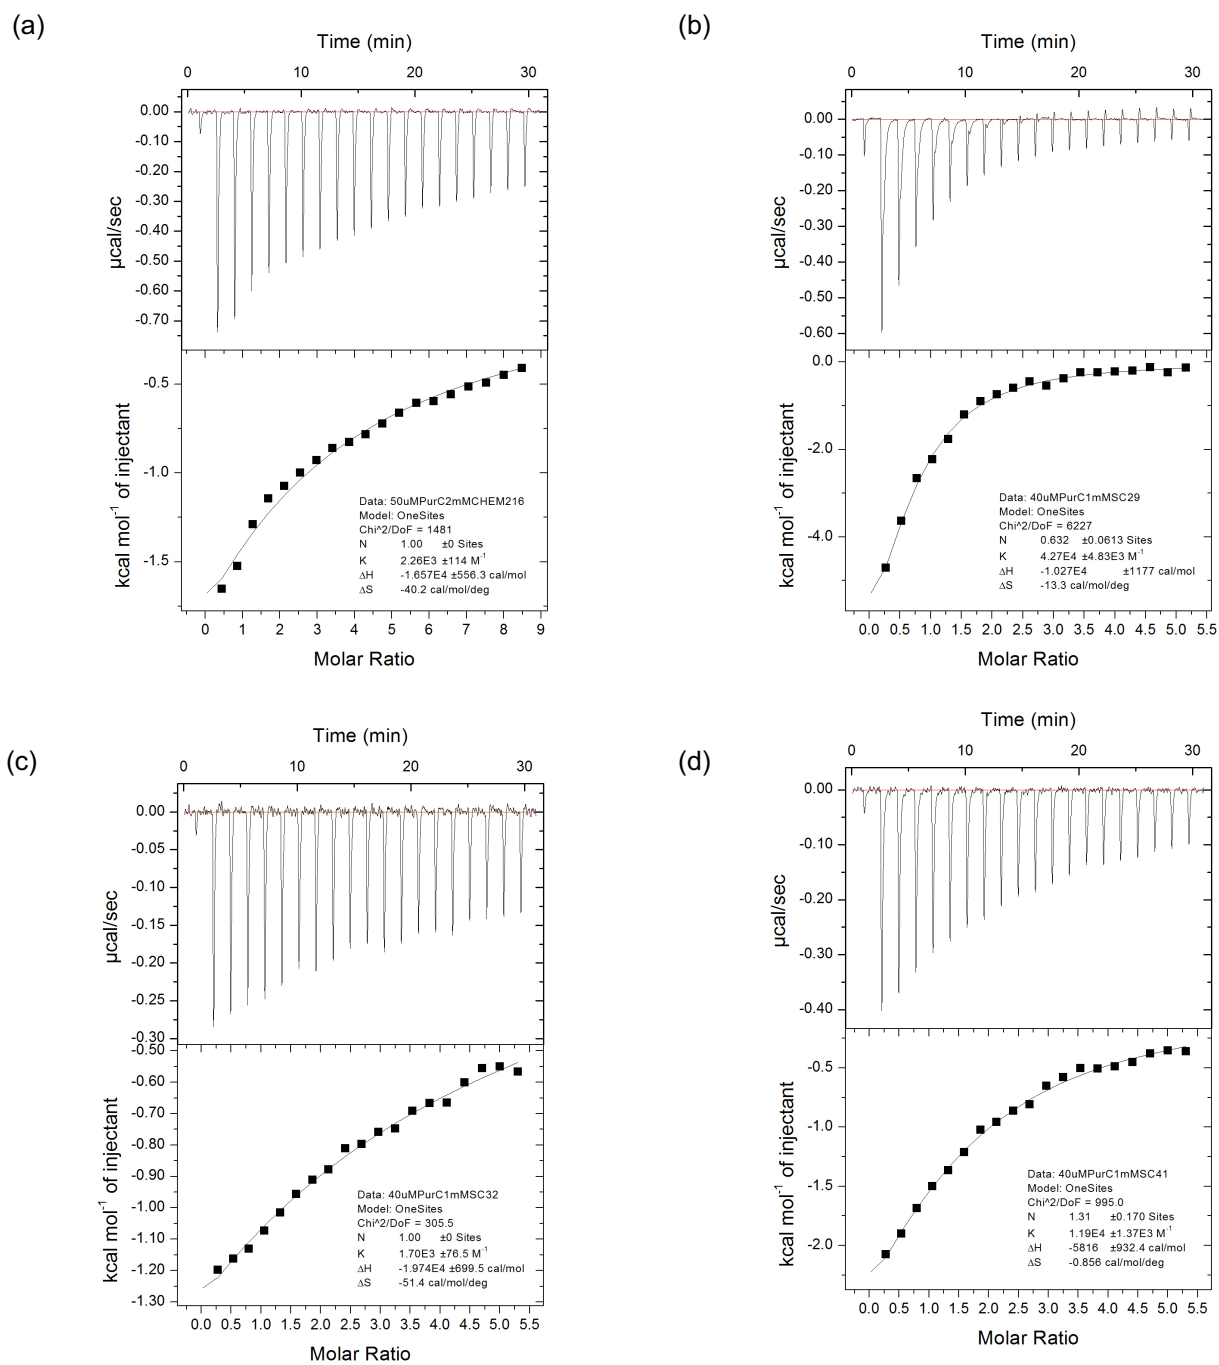 (a)
Time (min)
0 10 20 30
0.00
-0.10
-0.20
-0.30
-0.40
-0.50
-0.60
-0.70
µcal/sec
-0.5
-1.0
-1.5
kcal mol⁻¹ of injectant
Data: 50uMPurC2mMCHEM216
Model: OneSites
Chi^2/DoF = 1481
N 1.00 ±0 Sites
K 2.26E3 ±114 M⁻¹
ΔH -1.657E4 ±556.3 cal/mol
ΔS -40.2 cal/mol/deg
0 1 2 3 4 5 6 7 8 9
Molar Ratio
(b)
Time (min)
0 10 20 30
0.00
-0.10
-0.20
-0.30
-0.40
-0.50
-0.60
µcal/sec
0.0
-2.0
-4.0
kcal mol⁻¹ of injectant
Data: 40uMPurC1mMSC29
Model: OneSites
Chi^2/DoF = 6227
N 0.632 ±0.0613 Sites
K 4.27E4 ±4.83E3 M⁻¹
ΔH -1.027E4 ±1177 cal/mol
ΔS -13.3 cal/mol/deg
0.0 0.5 1.0 1.5 2.0 2.5 3.0 3.5 4.0 4.5 5.0 5.5
Molar Ratio
(c)
Time (min)
0 10 20 30
0.00
-0.05
-0.10
-0.15
-0.20
-0.25
-0.30
µcal/sec
-0.50
-0.60
-0.70
-0.80
-0.90
-1.00
-1.10
-1.20
-1.30
kcal mol⁻¹ of injectant
Data: 40uMPurC1mMSC32
Model: OneSites
Chi^2/DoF = 305.5
N 1.00 ±0 Sites
K 1.70E3 ±76.5 M⁻¹
ΔH -1.974E4 ±699.5 cal/mol
ΔS -51.4 cal/mol/deg
0.0 0.5 1.0 1.5 2.0 2.5 3.0 3.5 4.0 4.5 5.0 5.5
Molar Ratio
(d)
Time (min)
0 10 20 30
0.00
-0.10
-0.20
-0.30
-0.40
µcal/sec
-0.5
-1.0
-1.5
-2.0
kcal mol⁻¹ of injectant
Data: 40uMPurC1mMSC41
Model: OneSites
Chi^2/DoF = 995.0
N 1.31 ±0.170 Sites
K 1.19E4 ±1.37E3 M⁻¹
ΔH -5816 ±932.4 cal/mol
ΔS -0.856 cal/mol/deg
0.0 0.5 1.0 1.5 2.0 2.5 3.0 3.5 4.0 4.5 5.0 5.5
Molar Ratio